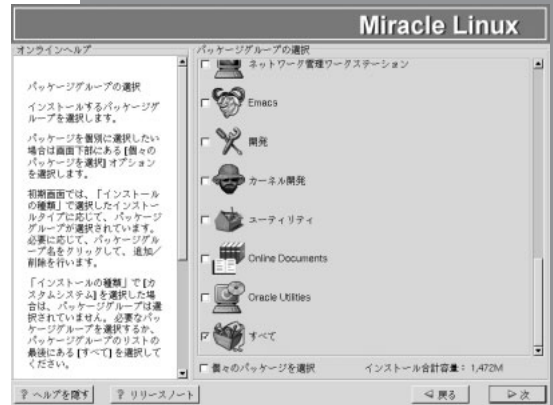 Miracle Linux
オンラインヘルプ
パッケージグループの選択
パッケージグループの選択
インストールするパッケージグ
ループを選択します。
パッケージを個別に選択したい
場合は画面下部にある [個々の
パッケージを選択] オプション
を選択します。
初期画面では、「インストール
の種類」で選択したインストー
ルタイプに応じて、パッケージ
グループが選択されています。
必要に応じて、パッケージグル
ープ名をクリックして、追加/
削除を行います。
「インストールの種類」で [カ
スタムシステム] を選択した場
合は、パッケージグループは選
択されていません。必要なパッ
ケージグループを選択するか、
パッケージグループのリストの
最後にある [すべて] を選択して
ください。
ネットワーク管理ワークステーション
Emacs
開発
カーネル開発
ユーティリティ
Online Documents
Oracle Utilities
すべて
個々のパッケージを選択
インストール合計容量: 1,472M
? ヘルプを隠す
? リリースノート
戻る
次